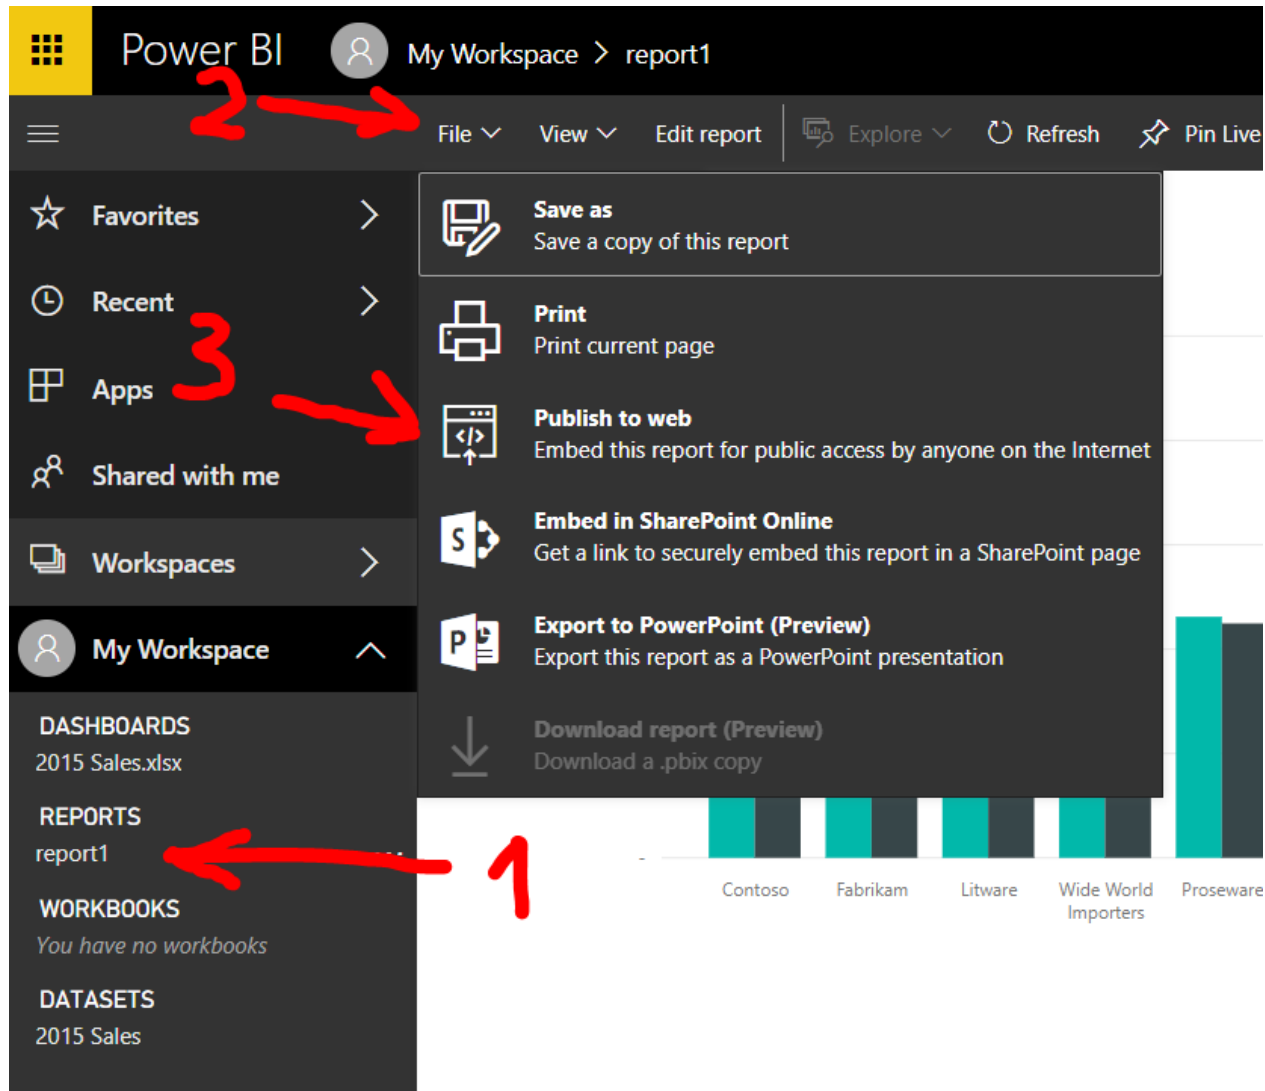 Power BI
My Workspace > report1
2
File
View
Edit report
Explore
Refresh
Pin Live
Favorites
Recent
3
Apps
Shared with me
Workspaces
My Workspace
DASHBOARDS
2015 Sales.xlsx
REPORTS
report1
...
1
WORKBOOKS
You have no workbooks
DATASETS
2015 Sales
Save as
Save a copy of this report
Print
Print current page
Publish to web
Embed this report for public access by anyone on the Internet
Embed in SharePoint Online
Get a link to securely embed this report in a SharePoint page
Export to PowerPoint (Preview)
Export this report as a PowerPoint presentation
Download report (Preview)
Download a .pbix copy
-
Contoso
Fabrikam
Litware
Wide World
Importers
Proseware